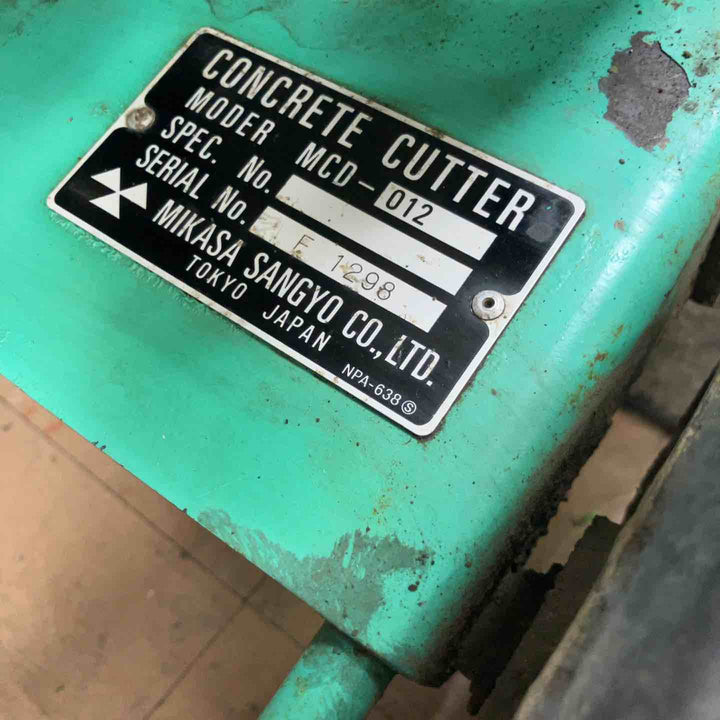 CONCRETE CUTTER
MODER MCD-012
SPEC. No.
SERIAL No. F 1298
MIKASA SANGYO CO., LTD.
TOKYO JAPAN
NPA-638 Ⓢ